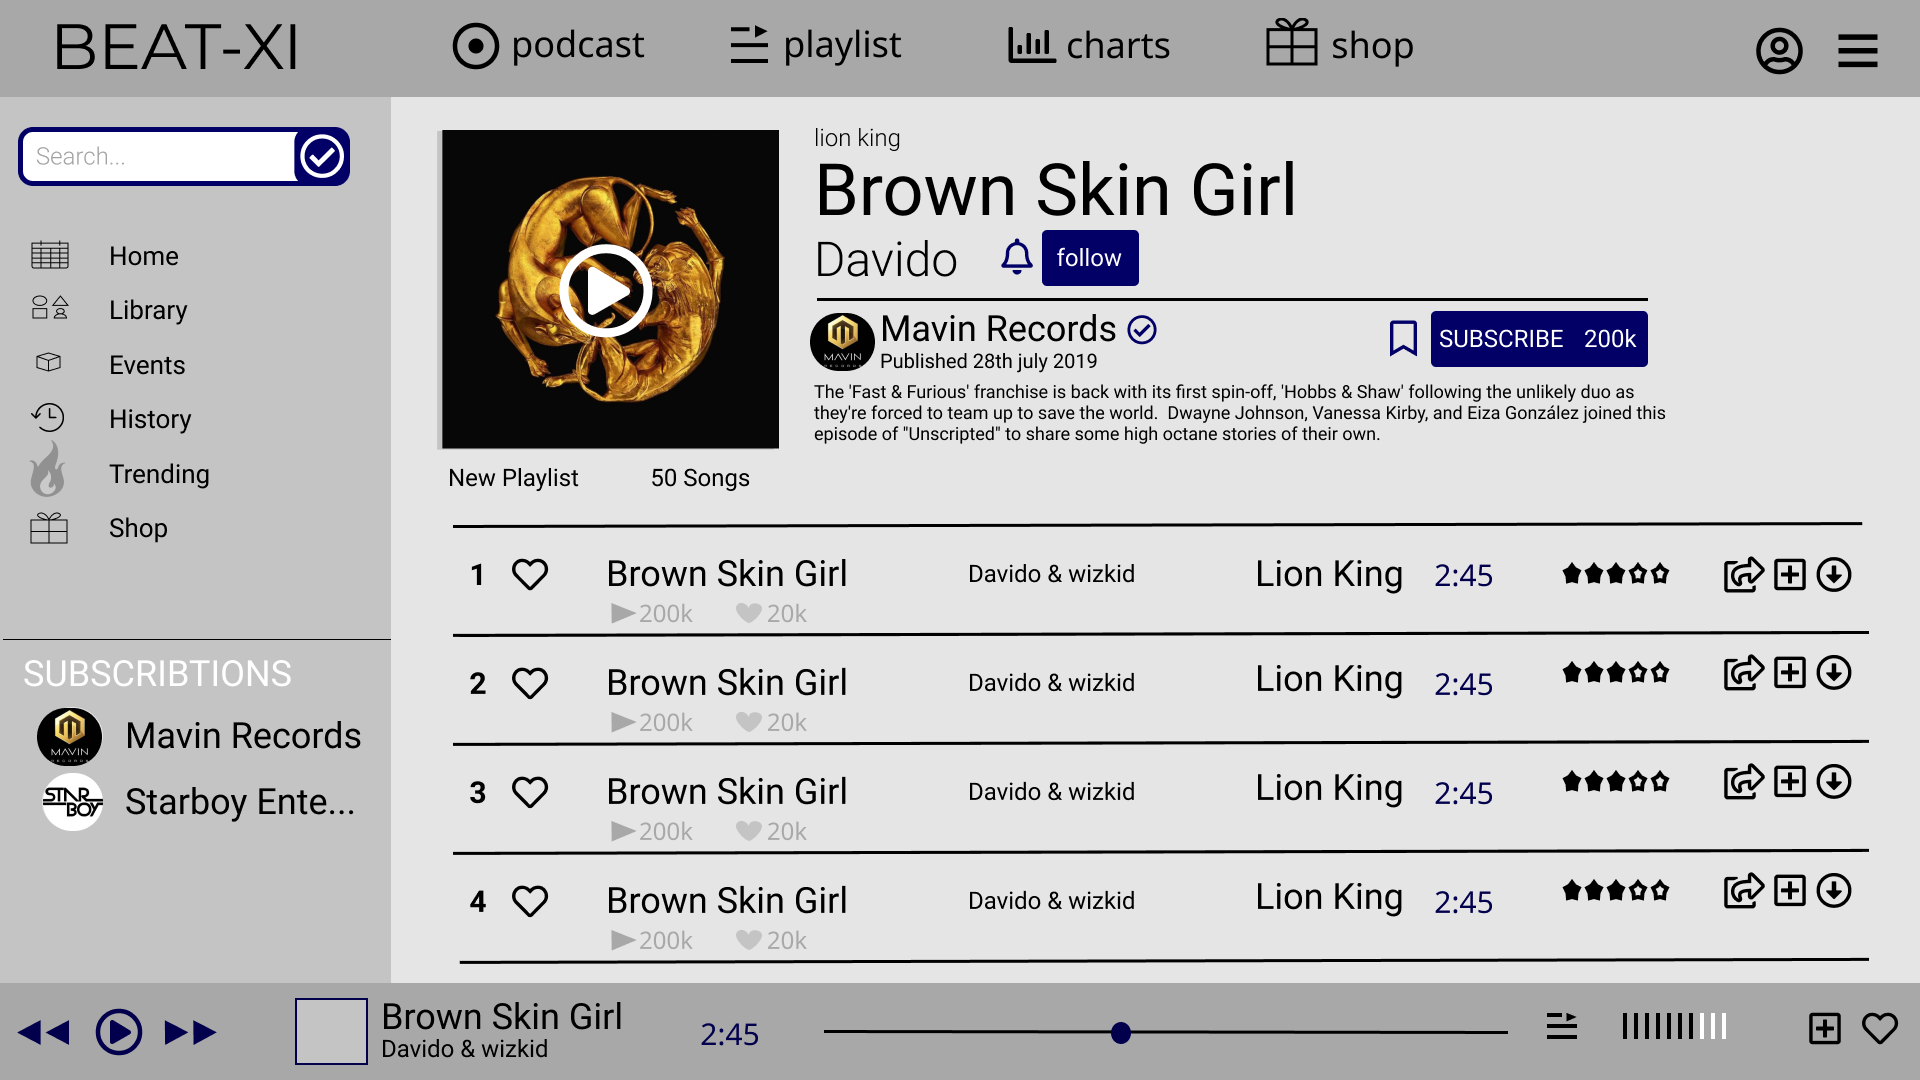 BEAT-XI
podcast
playlist
charts
shop
Search...
Home
Library
Events
History
Trending
Shop
SUBSCRIBTIONS
MAVIN
RECORDS
Mavin Records
STAR
BOY
Starboy Ente...
lion king
Brown Skin Girl
Davido
follow
MAVIN
RECORDS
Mavin Records
Published 28th july 2019
SUBSCRIBE 200k
The 'Fast & Furious' franchise is back with its first spin-off, 'Hobbs & Shaw' following the unlikely duo as
they're forced to team up to save the world.  Dwayne Johnson, Vanessa Kirby, and Eiza González joined this
episode of "Unscripted" to share some high octane stories of their own.
New Playlist 50 Songs
1 Brown Skin Girl Davido & wizkid Lion King 2:45
200k 20k
2 Brown Skin Girl Davido & wizkid Lion King 2:45
200k 20k
3 Brown Skin Girl Davido & wizkid Lion King 2:45
200k 20k
4 Brown Skin Girl Davido & wizkid Lion King 2:45
200k 20k
Brown Skin Girl
Davido & wizkid
2:45